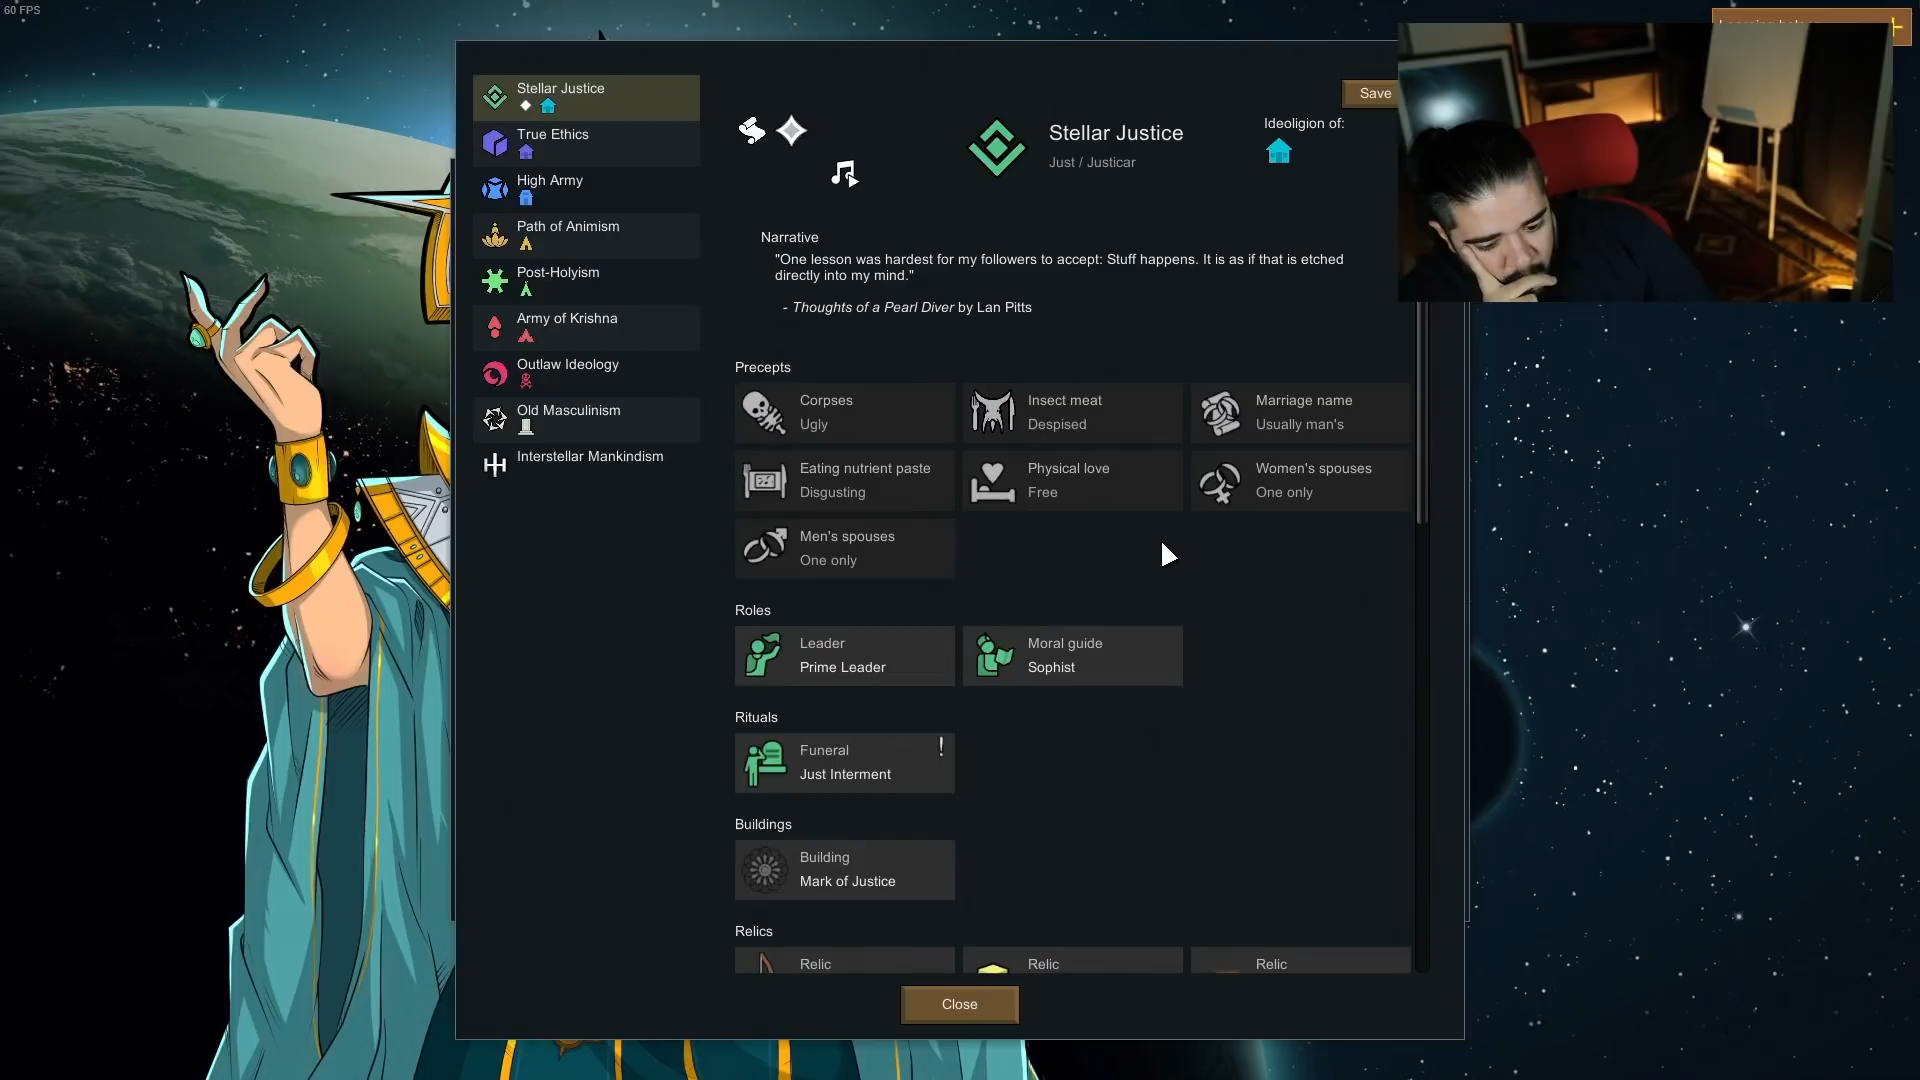 60 FPS
Stellar Justice
True Ethics
High Army
Path of Animism
Post-Holyism
Army of Krishna
Outlaw Ideology
Old Masculinism
Interstellar Mankindism
Save
Stellar Justice
Just / Justicar
Ideoligion of:
Narrative
"One lesson was hardest for my followers to accept: Stuff happens. It is as if that is etched
directly into my mind."
- Thoughts of a Pearl Diver by Lan Pitts
Precepts
Corpses
Ugly
Insect meat
Despised
Marriage name
Usually man's
Eating nutrient paste
Disgusting
Physical love
Free
Women's spouses
One only
Men's spouses
One only
Roles
Leader
Prime Leader
Moral guide
Sophist
Rituals
Funeral
!
Just Interment
Buildings
Building
Mark of Justice
Relics
Relic
Relic
Relic
Close